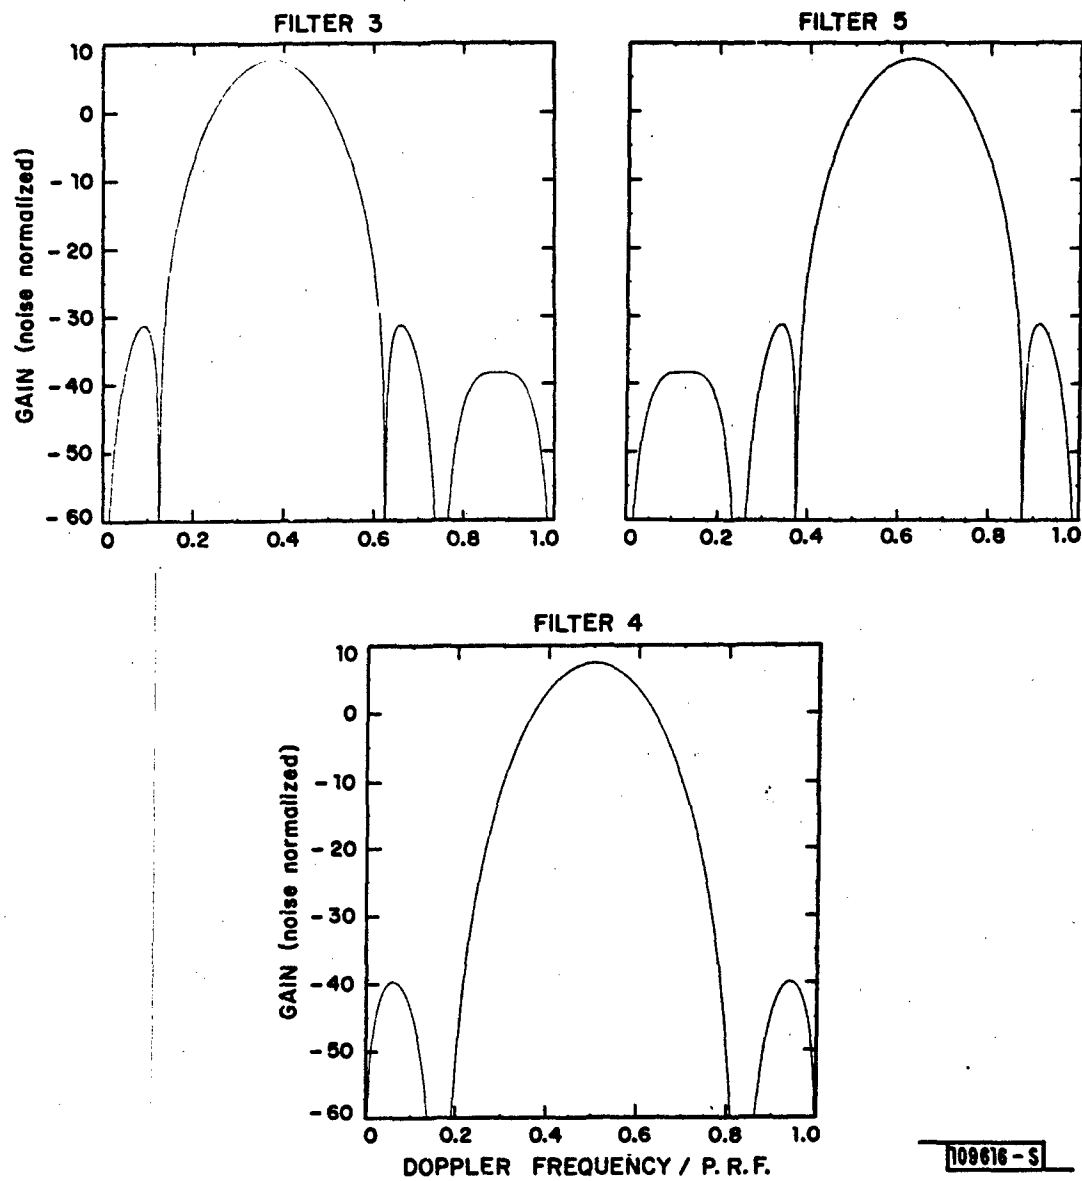 FILTER 3
GAIN (noise normalized)
10
0
-10
-20
-30
-40
-50
-60
0 0.2 0.4 0.6 0.8 1.0
FILTER 5
0 0.2 0.4 0.6 0.8 1.0
FILTER 4
GAIN (noise normalized)
10
0
-10
-20
-30
-40
-50
-60
0 0.2 0.4 0.6 0.8 1.0
DOPPLER FREQUENCY / P.R.F.
109616-S